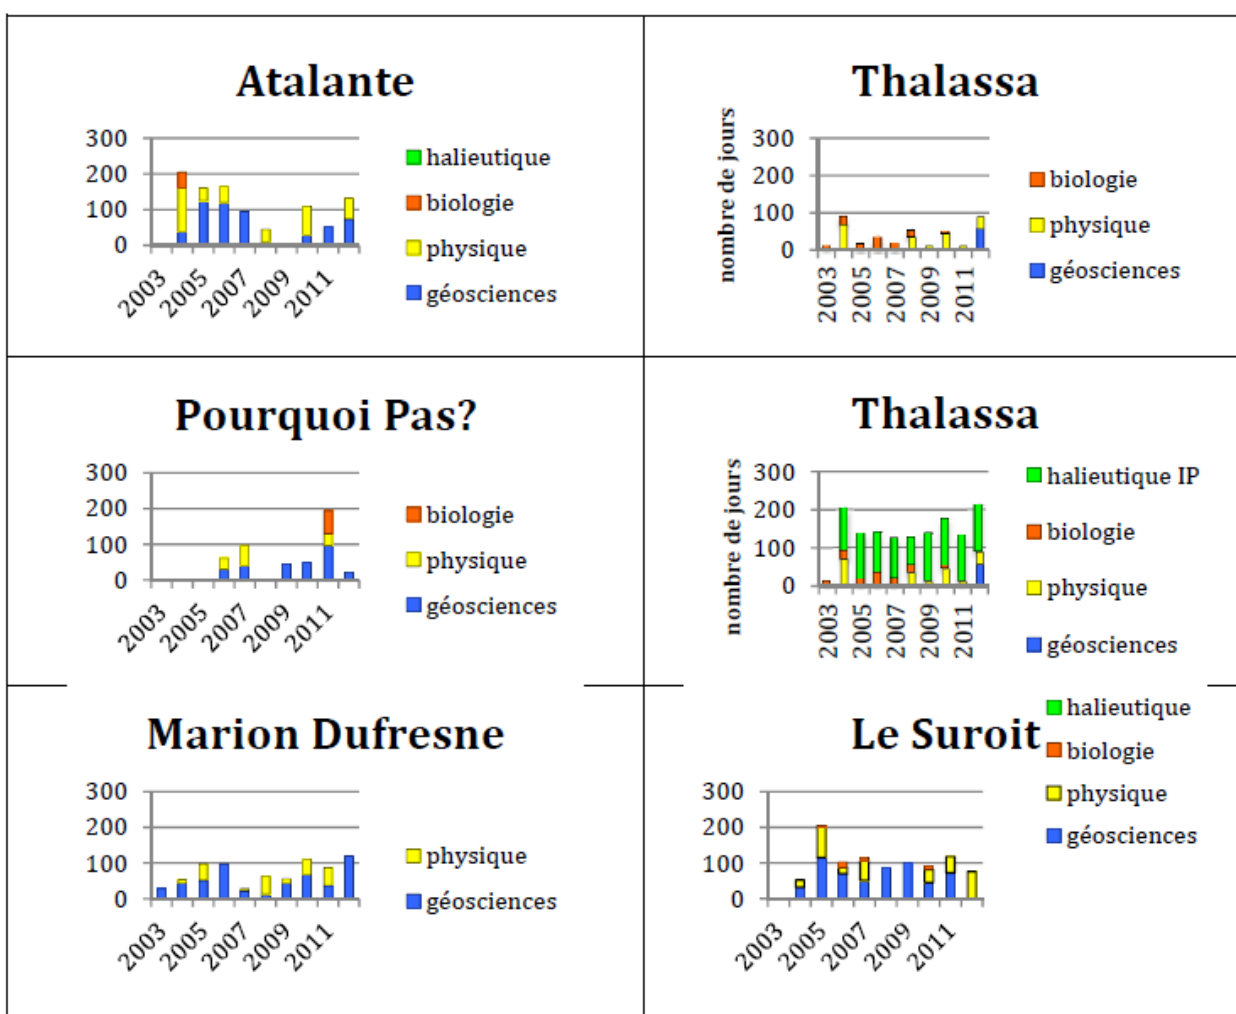 Atalante
300
200
100
0
2003
2005
2007
2009
2011
halieutique
biologie
physique
géosciences
Thalassa
nombre de jours
300
200
100
0
2003
2005
2007
2009
2011
biologie
physique
géosciences
Pourquoi Pas?
300
200
100
0
2003
2005
2007
2009
2011
biologie
physique
géosciences
Thalassa
nombre de jours
300
200
100
0
2003
2005
2007
2009
2011
halieutique IP
biologie
physique
géosciences
Marion Dufresne
300
200
100
0
2003
2005
2007
2009
2011
physique
géosciences
Le Suroit
300
200
100
0
2003
2005
2007
2009
2011
halieutique
biologie
physique
géosciences